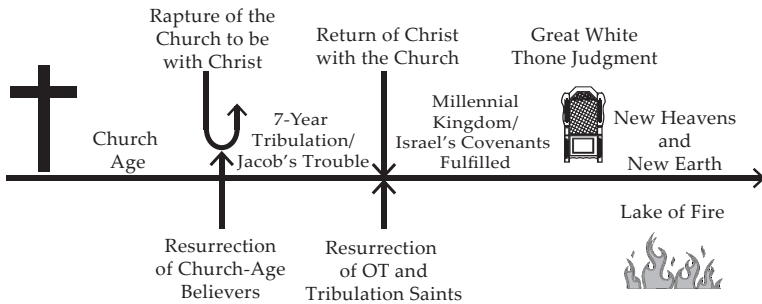 Rapture of the
Church to be
with Christ
Return of Christ
with the Church
Great White
Thone Judgment
Church
Age
7-Year
Tribulation/
Jacob's Trouble
Millennial
Kingdom/
Israel's Covenants
Fulfilled
New Heavens
and
New Earth
Resurrection
of Church-Age
Believers
Resurrection
of OT and
Tribulation Saints
Lake of Fire